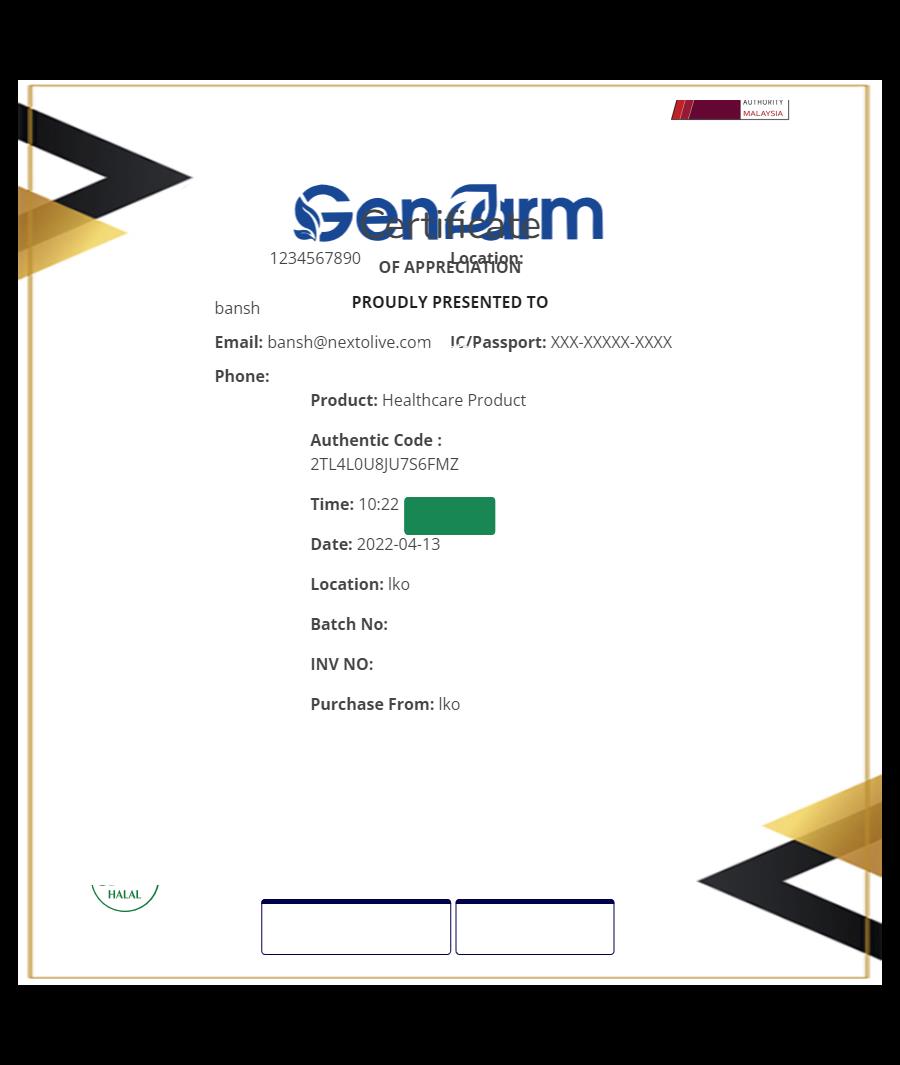 AUTHORITY
MALAYSIA
Genfarm
Certificate
1234567890 Location:
OF APPRECIATION
bansh PROUDLY PRESENTED TO
Email: bansh@nextolive.com IC/Passport: XXX-XXXXX-XXXX
Phone:
Product: Healthcare Product
Authentic Code :
2TL4L0U8JU7S6FMZ
Time: 10:22
Date: 2022-04-13
Location: lko
Batch No:
INV NO:
Purchase From: lko
HALAL